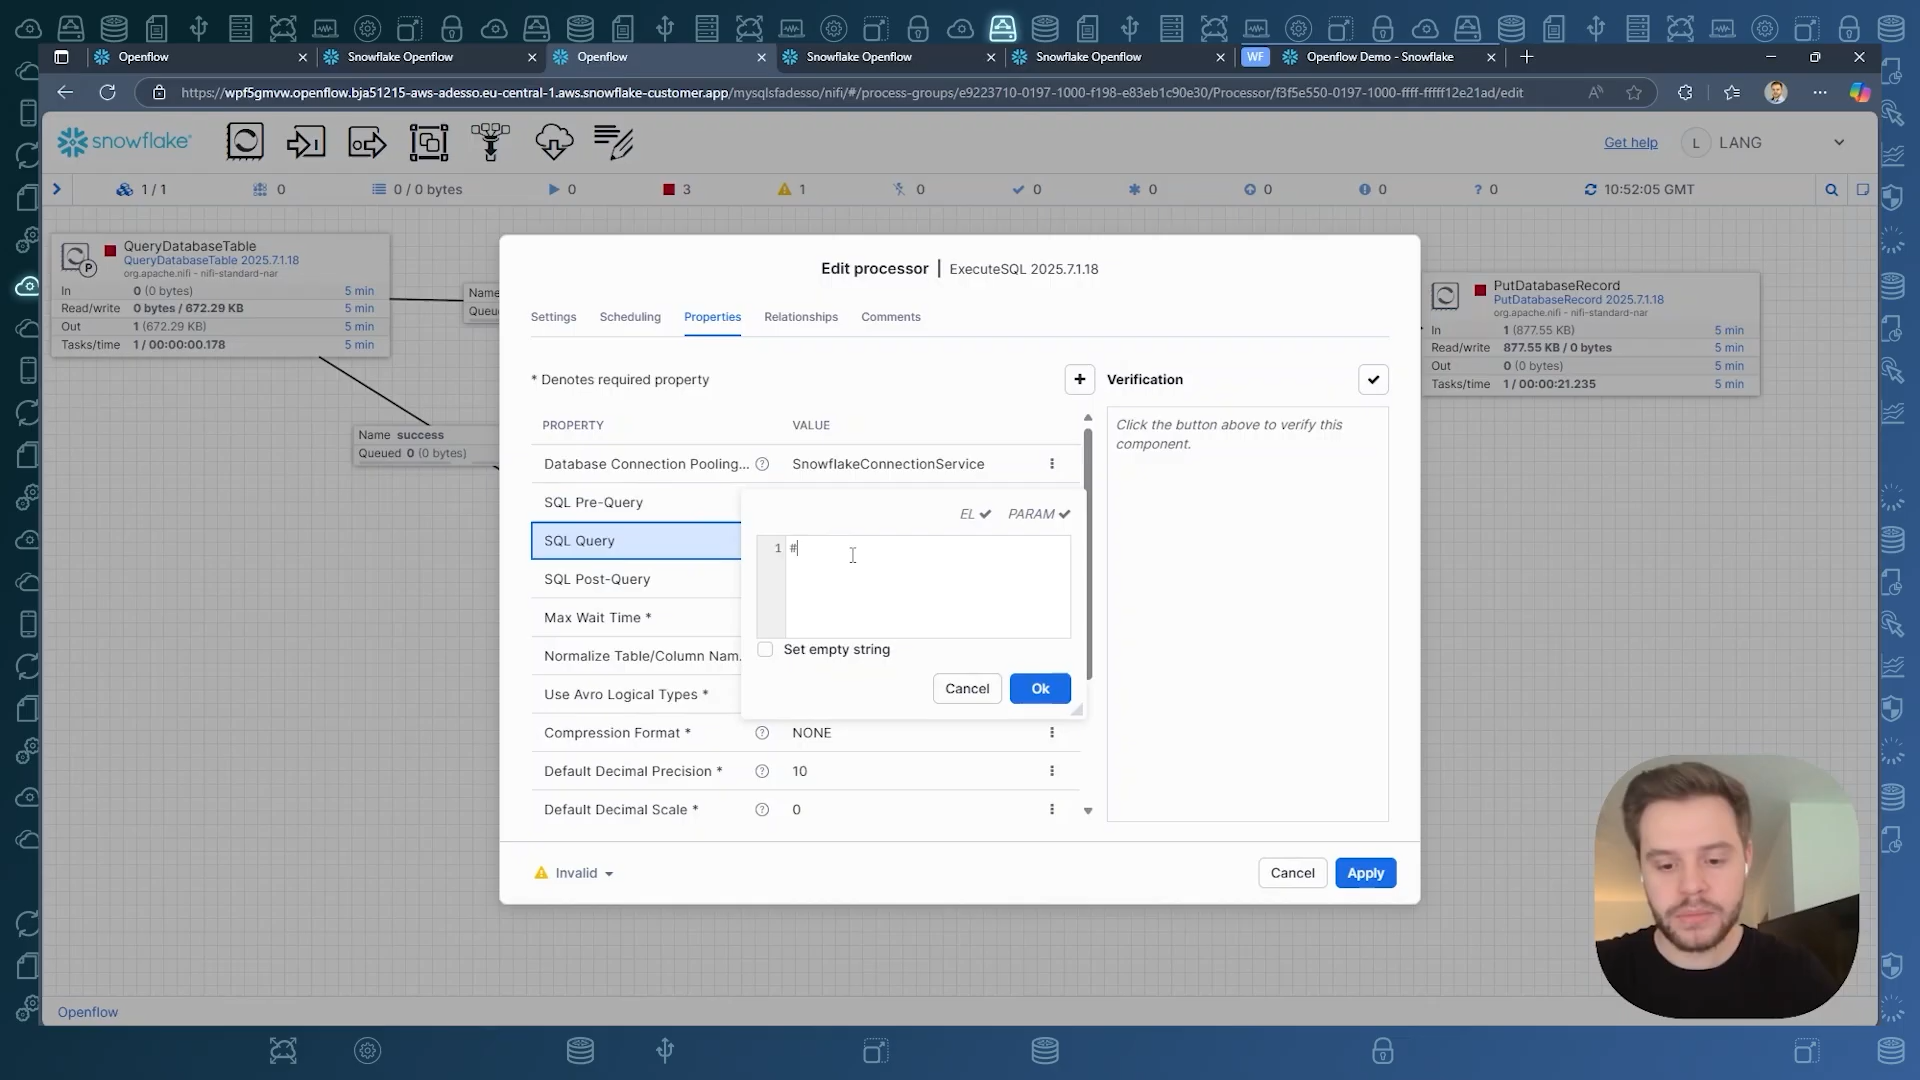 Openflow
Snowflake Openflow
Openflow
Snowflake Openflow
Snowflake Openflow
WF
Openflow Demo - Snowflake
https://wpf5gmvw.openflow.bja51215-aws-adesso.eu-central-1.aws.snowflake-customer.app/mysqlsfadesso/nifi/#/process-groups/e9223710-0197-1000-f198-e83eb1c90e30/Processor/f3f5e550-0197-1000-ffff-fffff12e21ad/edit
snowflake
Get help
L
LANG
1 / 1
0
0 / 0 bytes
0
3
1
0
0
0
0
0
? 0
10:52:05 GMT
QueryDatabaseTable
QueryDatabaseTable 2025.7.1.18
org.apache.nifi - nifi-standard-nar
P
In 0 (0 bytes) 5 min
Read/write 0 bytes / 672.29 KB 5 min
Out 1 (672.29 KB) 5 min
Tasks/time 1 / 00:00:00.178 5 min
Name
Queue
Name success
Queued 0 (0 bytes)
Edit processor | ExecuteSQL 2025.7.1.18
Settings
Scheduling
Properties
Relationships
Comments
* Denotes required property
Verification
Click the button above to verify this
component.
PROPERTY VALUE
Database Connection Pooling... SnowflakeConnectionService
SQL Pre-Query
SQL Query
SQL Post-Query
Max Wait Time *
Normalize Table/Column Nam.
Use Avro Logical Types *
Compression Format * NONE
Default Decimal Precision * 10
Default Decimal Scale * 0
EL PARAM
1 #
Set empty string
Cancel
Ok
Invalid
Cancel
Apply
PutDatabaseRecord
PutDatabaseRecord 2025.7.1.18
org.apache.nifi - nifi-standard-nar
In 1 (877.55 KB) 5 min
Read/write 877.55 KB / 0 bytes 5 min
Out 0 (0 bytes) 5 min
Tasks/time 1 / 00:00:21.235 5 min
Openflow